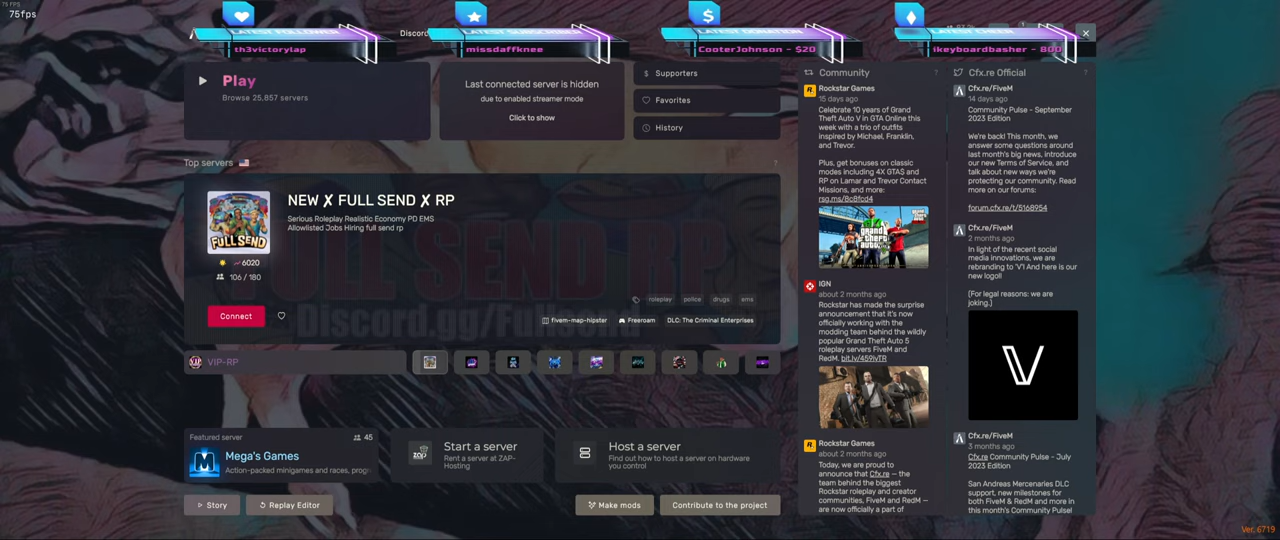 75 FPS
75fps
Discord
LATEST FOLLOWER
th3victorylap
LATEST SUBSCRIBER
missdaffknee
LATEST DONATION
CooterJohnson - $20
LATEST CHEER
ikeyboardbasher - 800
Play
Browse 25,857 servers
Last connected server is hidden
due to enabled streamer mode
Click to show
Supporters
Favorites
History
Top servers
?
NEW ✘ FULL SEND ✘ RP
Serious Roleplay Realistic Economy PD EMS
Allowlisted Jobs Hiring full send rp
FULL SEND
6020
106 / 180
Connect
roleplay police drugs ems
fivem-map-hipster Freeroam DLC: The Criminal Enterprises
VIP-RP
Featured server
45
Mega's Games
Action-packed minigames and races, progr
Start a server
Rent a server at ZAP-
Hosting
Host a server
Find out how to host a server on hardware
you control
Story
Replay Editor
Make mods
Contribute to the project
Community
?
Rockstar Games
15 days ago
Celebrate 10 years of Grand
Theft Auto V in GTA Online this
week with a trio of outfits
inspired by Michael, Franklin,
and Trevor.
Plus, get bonuses on classic
modes including 4X GTA$ and
RP on Lamar and Trevor Contact
Missions, and more:
rsg.ms/8c8fcd4
grand
theft
auto
IGN
about 2 months ago
Rockstar has made the surprise
announcement that it's now
officially working with the
modding team behind the wildly
popular Grand Theft Auto 5
roleplay servers FiveM and
RedM. bit.ly/459lvTR
Rockstar Games
about 2 months ago
Today, we are proud to
announce that Cfx.re — the
team behind the biggest
Rockstar roleplay and creator
communities, FiveM and RedM —
are now officially a part of
Cfx.re Official
?
Cfx.re/FiveM
14 days ago
Community Pulse - September
2023 Edition
We're back! This month, we
answer some questions around
last month's big news, introduce
our new Terms of Service, and
talk about new ways we're
protecting our community. Read
more on our forums:
forum.cfx.re/t/5168954
Cfx.re/FiveM
2 months ago
In light of the recent social
media innovations, we are
rebranding to 'V'! And here is our
new logo!!
(For legal reasons: we are
joking.)
V
Cfx.re/FiveM
3 months ago
Cfx.re Community Pulse - July
2023 Edition
San Andreas Mercenaries DLC
support, new milestones for
both FiveM & RedM and more in
this month's Community Pulse!
Ver. 6719